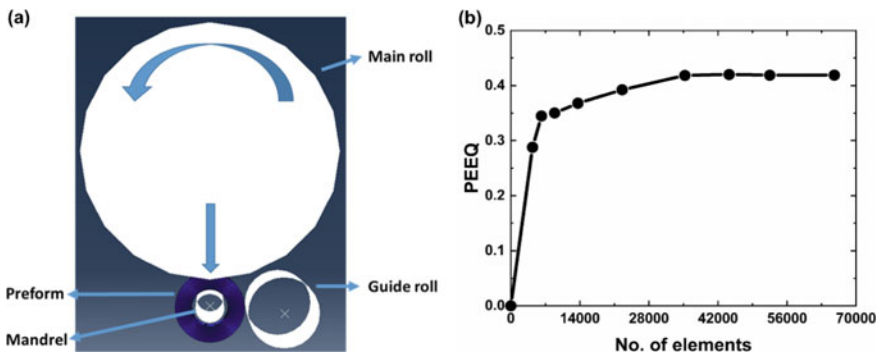 (a)
Main roll
Preform
Guide roll
Mandrel
(b)
PEEQ
0.5
0.4
0.3
0.2
0.1
0.0
0 14000 28000 42000 56000 70000
No. of elements